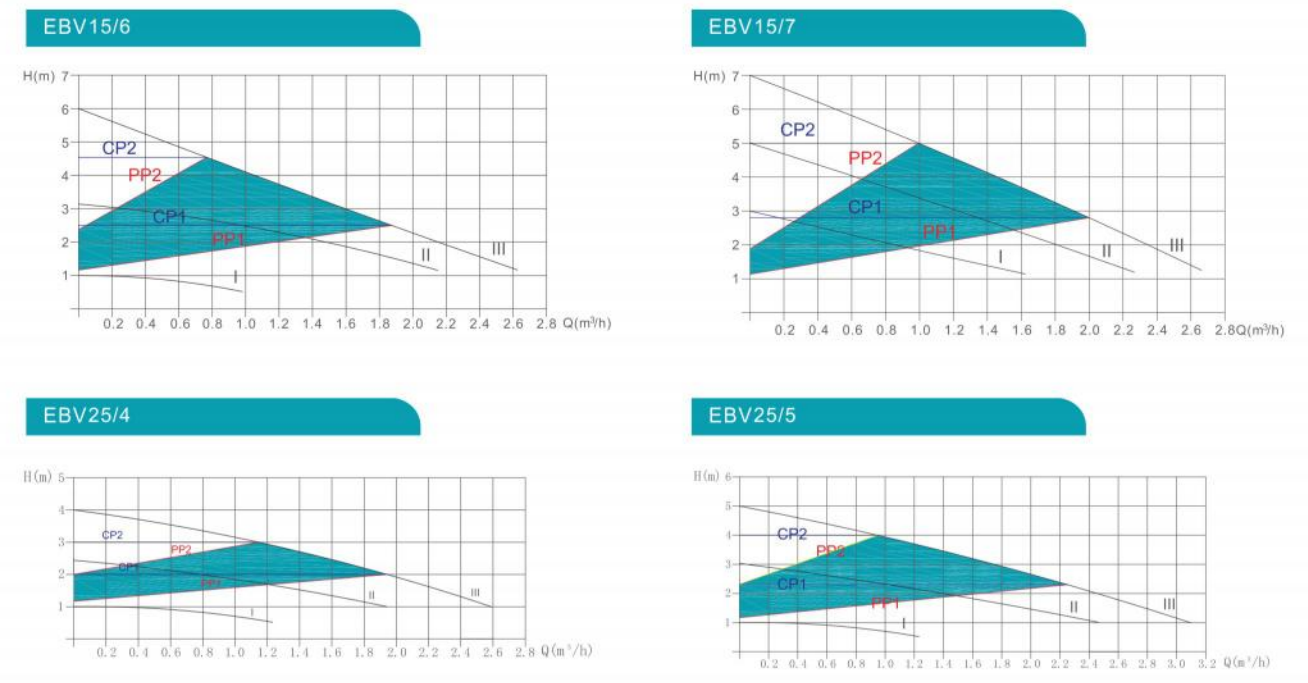 EBV15/6
H(m) 7
6
5
4
3
2
1
CP2
PP2
CP1
PP1
I
II
III
0.2 0.4 0.6 0.8 1.0 1.2 1.4 1.6 1.8 2.0 2.2 2.4 2.6 2.8 Q(m³/h)
EBV15/7
H(m) 7
6
5
4
3
2
1
CP2
PP2
CP1
PP1
I
II
III
0.2 0.4 0.6 0.8 1.0 1.2 1.4 1.6 1.8 2.0 2.2 2.4 2.6 2.8Q(m³/h)
EBV25/4
H(m) 5
4
3
2
1
CP2
PP2
CP1
PP1
I
II
III
0.2 0.4 0.6 0.8 1.0 1.2 1.4 1.6 1.8 2.0 2.2 2.4 2.6 2.8 Q(m³/h)
EBV25/5
H(m) 6
5
4
3
2
1
CP2
PP2
CP1
PP1
I
II
III
0.2 0.4 0.6 0.8 1.0 1.2 1.4 1.6 1.8 2.0 2.2 2.4 2.6 2.8 3.0 3.2 Q(m³/h)